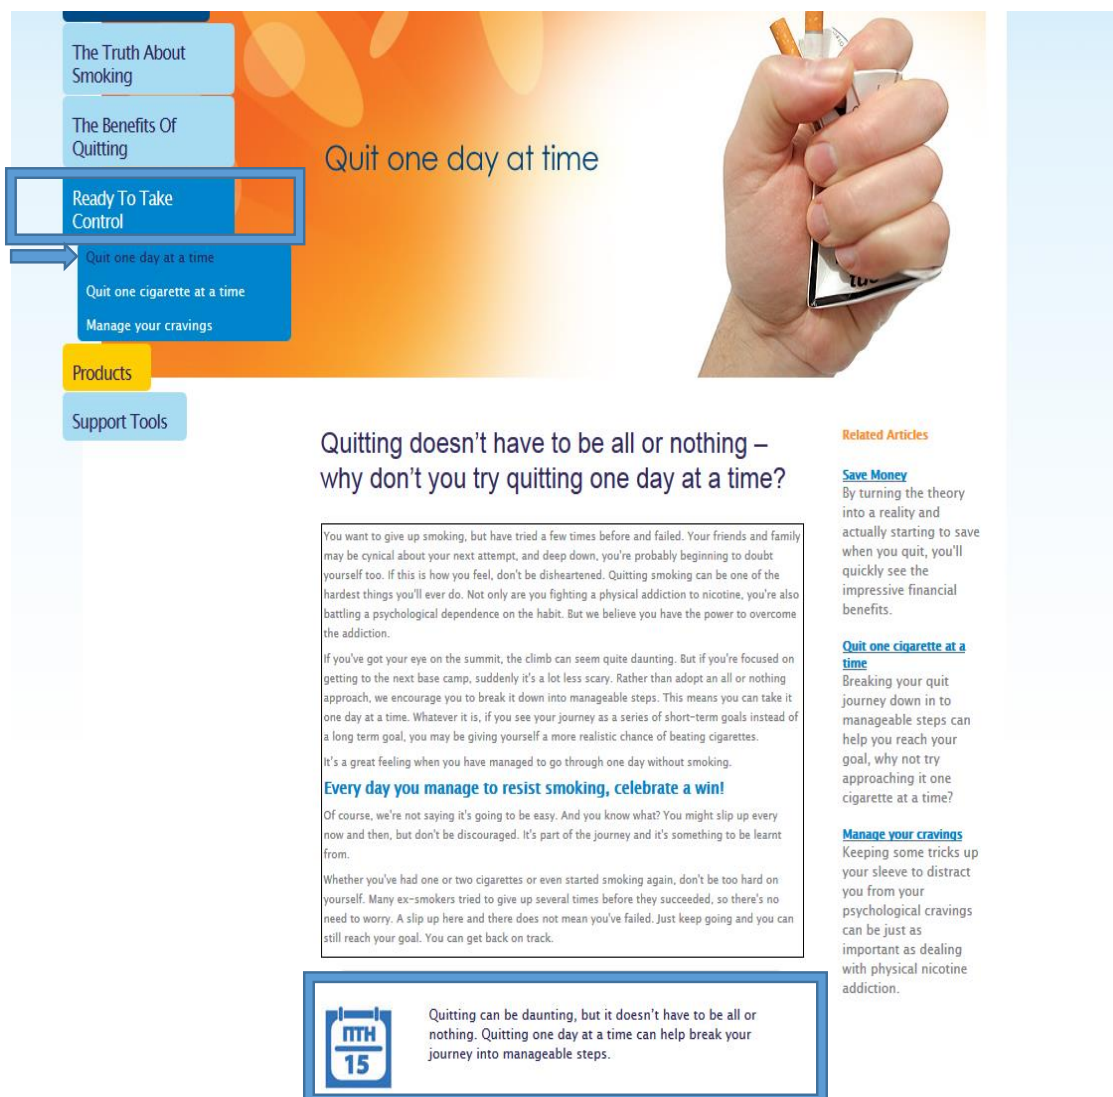 The Truth About
Smoking
The Benefits Of
Quitting
Ready To Take
Control
Quit one day at a time
Quit one cigarette at a time
Manage your cravings
Products
Support Tools
Quit one day at time
Quitting doesn't have to be all or nothing –
why don't you try quitting one day at a time?
You want to give up smoking, but have tried a few times before and failed. Your friends and family
may be cynical about your next attempt, and deep down, you're probably beginning to doubt
yourself too. If this is how you feel, don't be disheartened. Quitting smoking can be one of the
hardest things you'll ever do. Not only are you fighting a physical addiction to nicotine, you're also
battling a psychological dependence on the habit. But we believe you have the power to overcome
the addiction.
If you've got your eye on the summit, the climb can seem quite daunting. But if you're focused on
getting to the next base camp, suddenly it's a lot less scary. Rather than adopt an all or nothing
approach, we encourage you to break it down into manageable steps. This means you can take it
one day at a time. Whatever it is, if you see your journey as a series of short-term goals instead of
a long term goal, you may be giving yourself a more realistic chance of beating cigarettes.
It's a great feeling when you have managed to go through one day without smoking.
Every day you manage to resist smoking, celebrate a win!
Of course, we're not saying it's going to be easy. And you know what? You might slip up every
now and then, but don't be discouraged. It's part of the journey and it's something to be learnt
from.
Whether you've had one or two cigarettes or even started smoking again, don't be too hard on
yourself. Many ex-smokers tried to give up several times before they succeeded, so there's no
need to worry. A slip up here and there does not mean you've failed. Just keep going and you can
still reach your goal. You can get back on track.
ΠΤΗ
15
Quitting can be daunting, but it doesn't have to be all or
nothing. Quitting one day at a time can help break your
journey into manageable steps.
Related Articles
Save Money
By turning the theory
into a reality and
actually starting to save
when you quit, you'll
quickly see the
impressive financial
benefits.
Quit one cigarette at a
time
Breaking your quit
journey down in to
manageable steps can
help you reach your
goal, why not try
approaching it one
cigarette at a time?
Manage your cravings
Keeping some tricks up
your sleeve to distract
you from your
psychological cravings
can be just as
important as dealing
with physical nicotine
addiction.